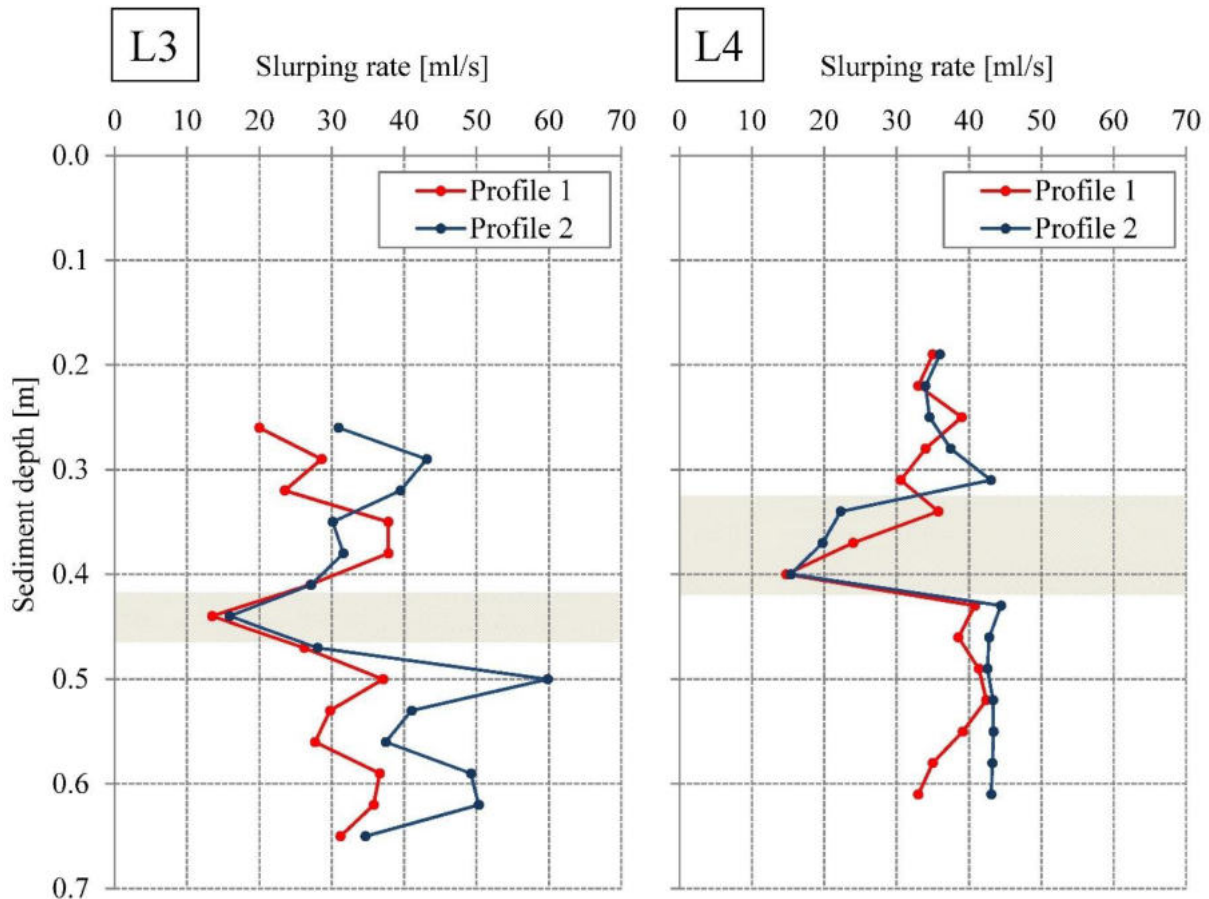 L3
Slurping rate [ml/s]
0 10 20 30 40 50 60 70
L4
Slurping rate [ml/s]
0 10 20 30 40 50 60 70
Sediment depth [m]
0.0
0.1
0.2
0.3
0.4
0.5
0.6
0.7
Profile 1
Profile 2
Profile 1
Profile 2